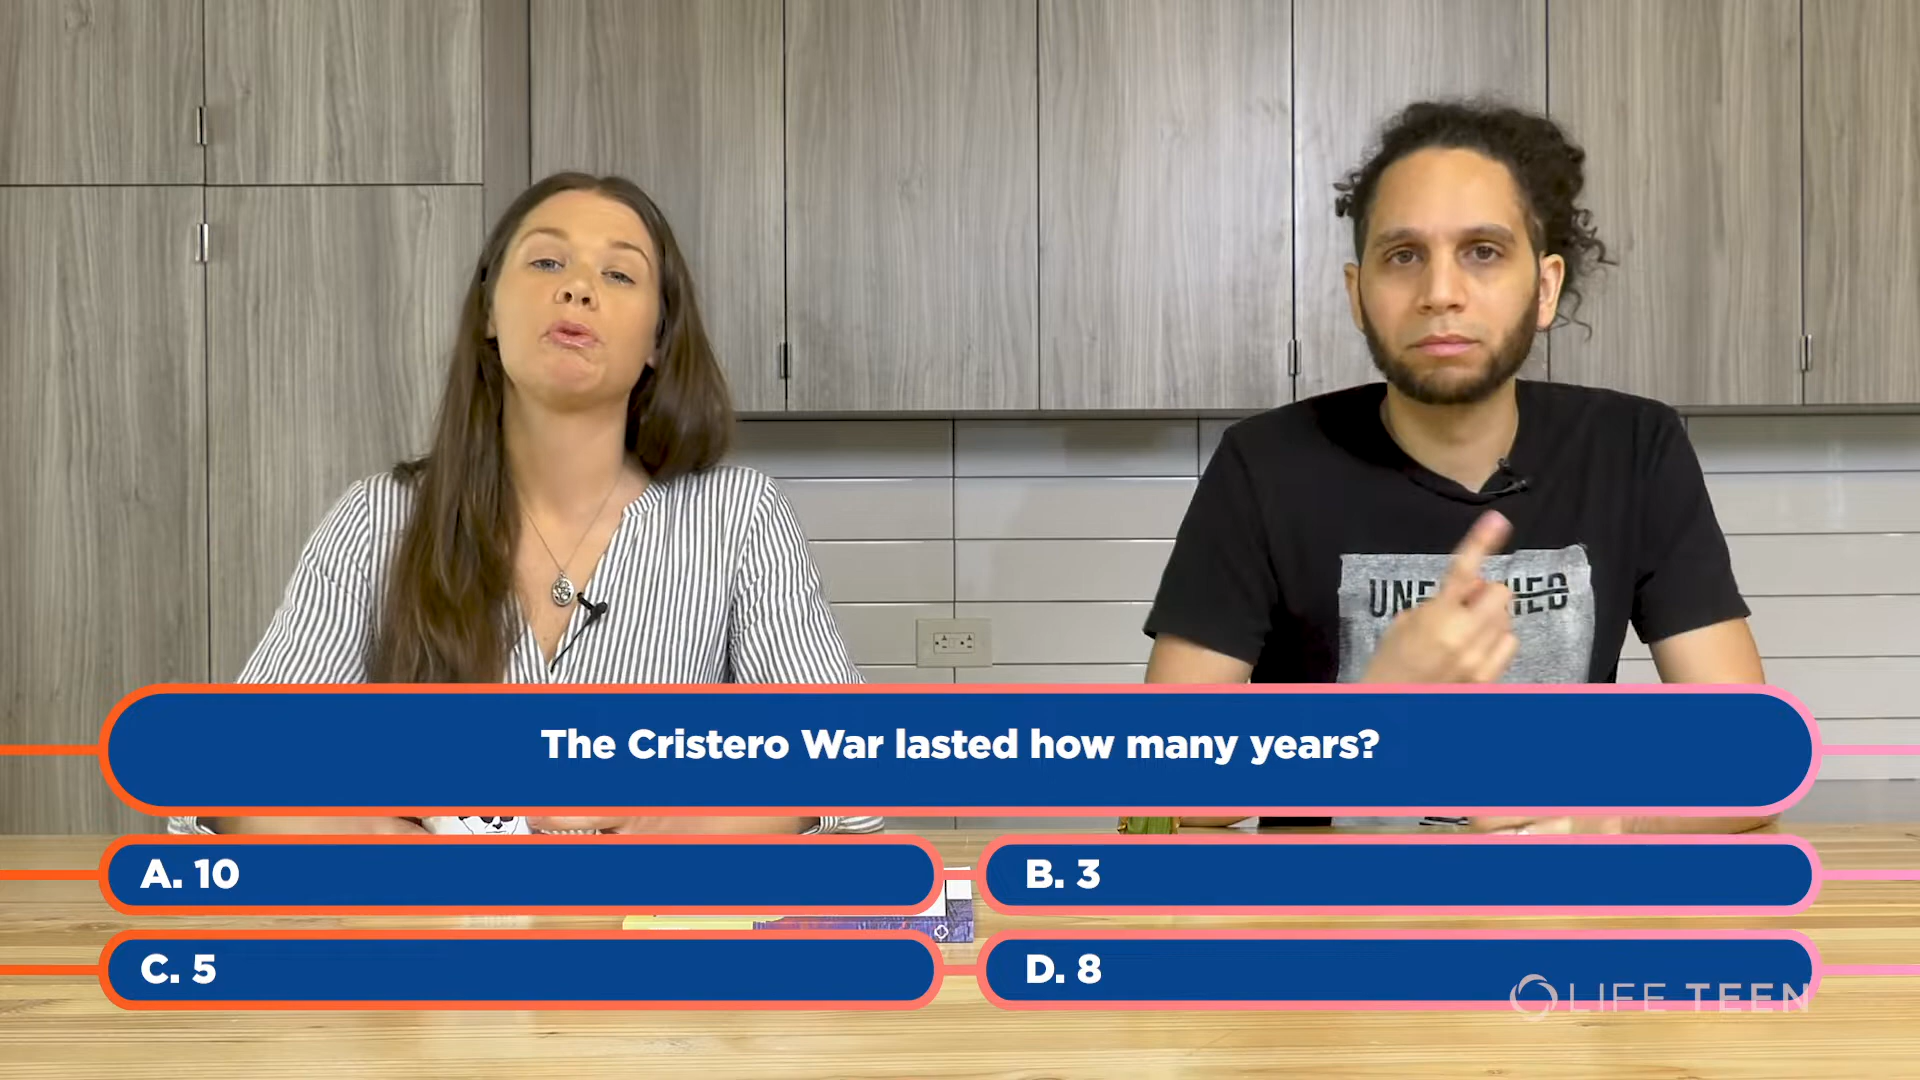 The Cristero War lasted how many years?
A. 10
B. 3
C. 5
D. 8
LIFE TEEN